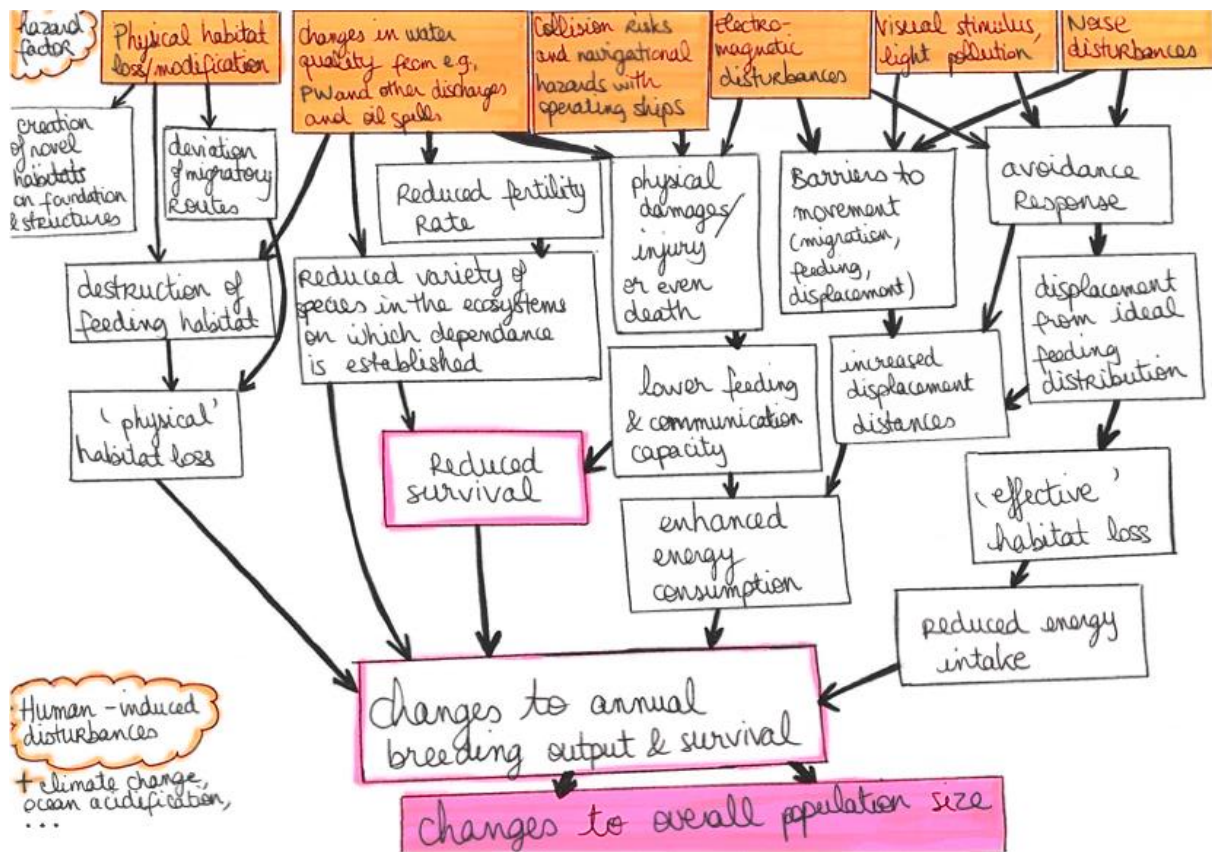 hazard
factor
Physical habitat
loss/modification
changes in water
quality from e.g.
PW and other discharges
and oil spills
Collision risks
and navigational
hazards with
operating ships
Electro-
magnetic
disturbances
Visual stimulus,
light pollution
Noise
disturbances
creation
of novel
habitats
on foundation
& structures
deviation
of migratory
Routes
Reduced fertility
Rate
physical
damages/
injury
or even
death
Barriers to
movement
(migration,
feeding,
displacement)
avoidance
Response
destruction of
feeding habitat
Reduced variety of
species in the ecosystems
on which dependance
is established
displacement
from ideal
feeding
distribution
'physical'
habitat loss
Reduced
survival
lower feeding
& communication
capacity
increased
displacement
distances
enhanced
energy
consumption
'effective'
habitat loss
Reduced energy
intake
changes to annual
breeding output & survival
changes to overall population size
Human-induced
disturbances
+ climate change,
ocean acidification,
...